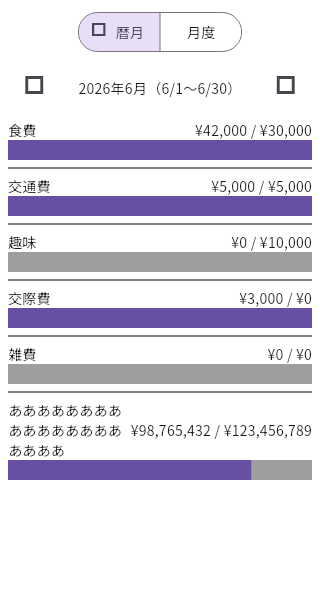 暦月 月度
2026年6月（6/1〜6/30）
食費 ¥42,000 / ¥30,000
交通費 ¥5,000 / ¥5,000
趣味 ¥0 / ¥10,000
交際費 ¥3,000 / ¥0
雑費 ¥0 / ¥0
ああああああああ
ああああああああ ¥98,765,432 / ¥123,456,789
ああああ